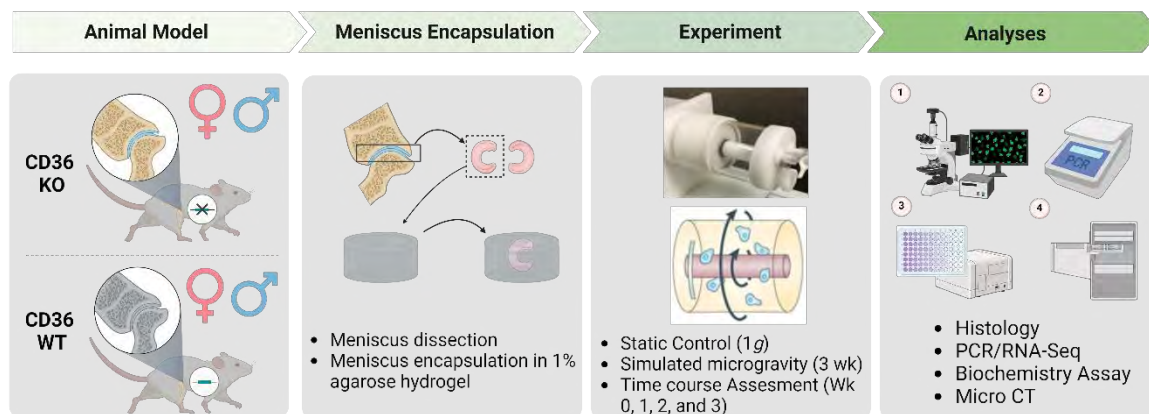 Animal Model
Meniscus Encapsulation
Experiment
Analyses
CD36
KO
CD36
WT
• Meniscus dissection
• Meniscus encapsulation in 1%
agarose hydrogel
• Static Control (1g)
• Simulated microgravity (3 wk)
• Time course Assesment (Wk
0, 1, 2, and 3)
1
2
PCR
3
4
• Histology
• PCR/RNA-Seq
• Biochemistry Assay
• Micro CT